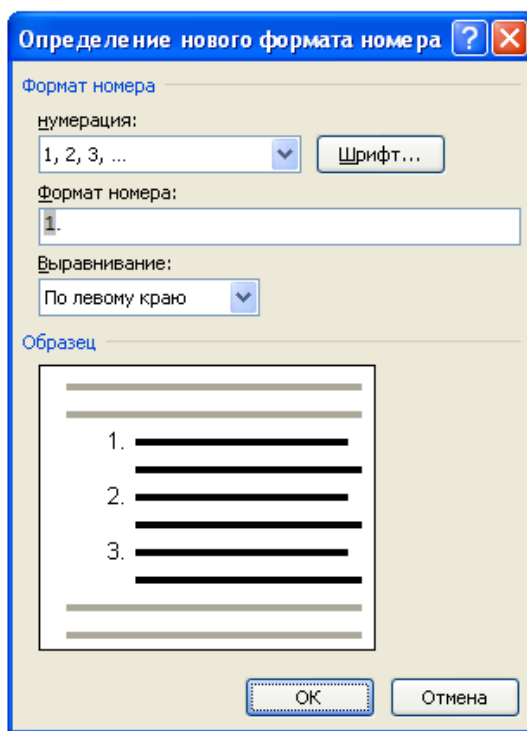 Определение нового формата номера
Формат номера
нумерация:
1, 2, 3, ...
Шрифт...
Формат номера:
1.
Выравнивание:
По левому краю
Образец
1.
2.
3.
ОК
Отмена